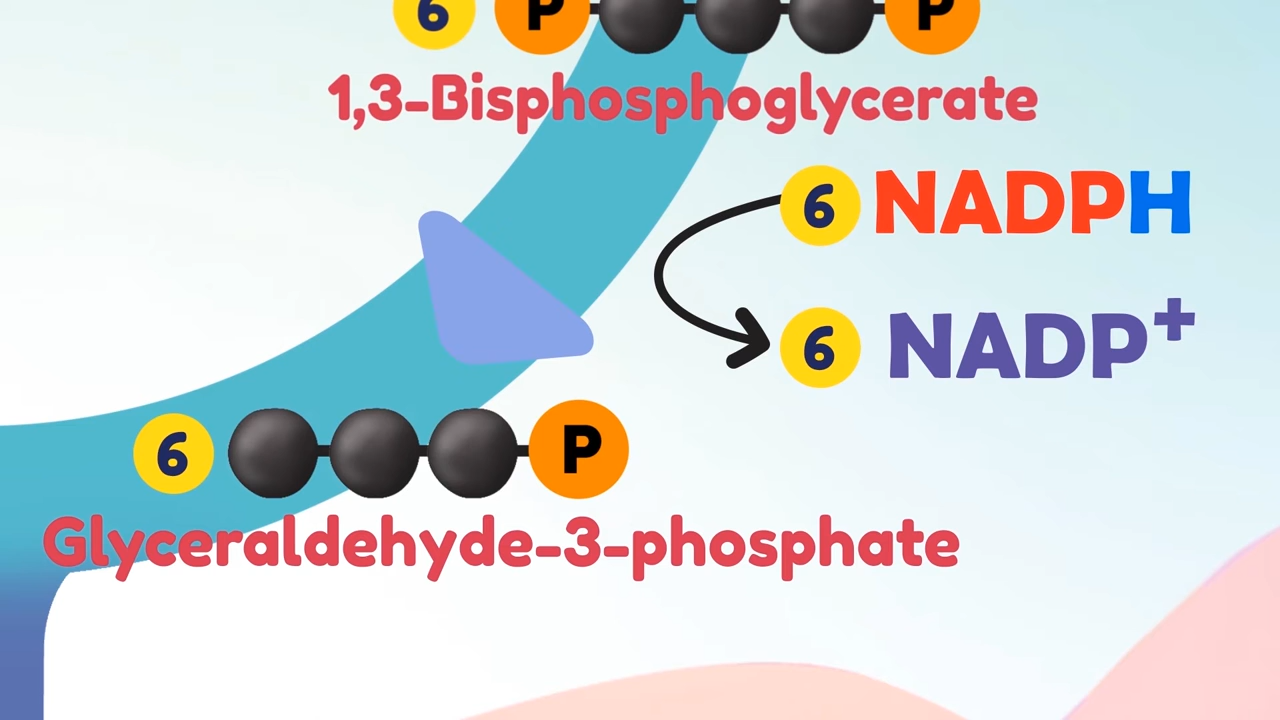 6 P P
1,3-Bisphosphoglycerate
6 NADPH
6 NADP⁺
6 P
Glyceraldehyde-3-phosphate